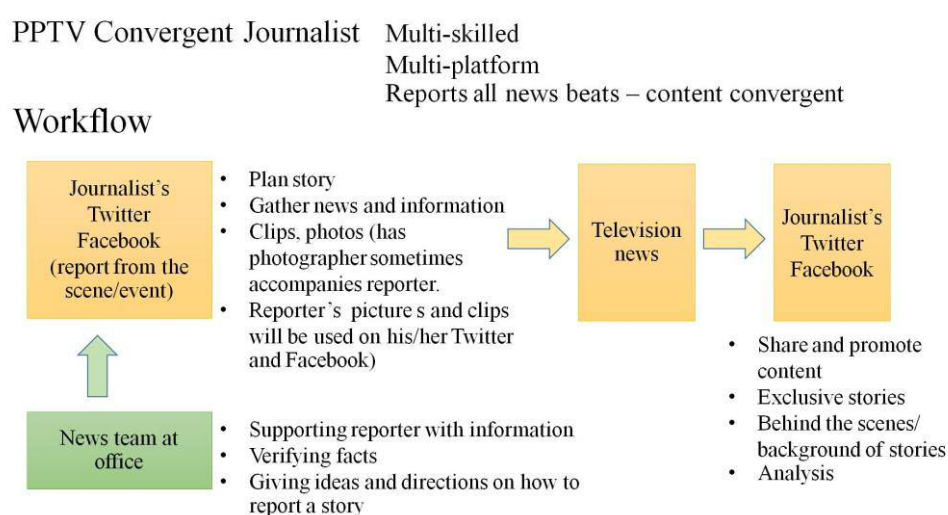 PPTV Convergent Journalist
Multi-skilled
Multi-platform
Reports all news beats – content convergent
Workflow
Journalist's
Twitter
Facebook
(report from the
scene/event)
• Plan story
• Gather news and information
• Clips, photos (has
photographer sometimes
accompanies reporter.
• Reporter's picture s and clips
will be used on his/her Twitter
and Facebook)
Television
news
Journalist's
Twitter
Facebook
• Share and promote
content
• Exclusive stories
• Behind the scenes/
background of stories
• Analysis
News team at
office
• Supporting reporter with information
• Verifying facts
• Giving ideas and directions on how to
report a story